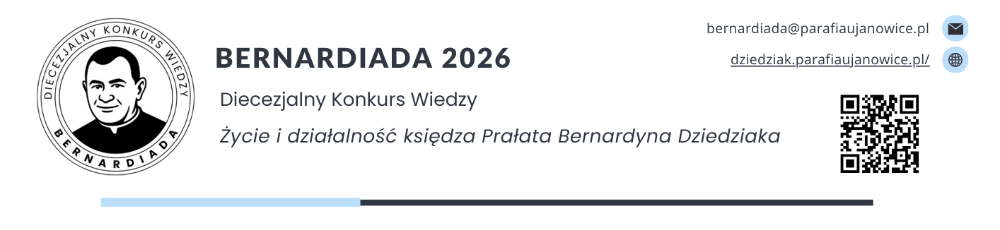 DIECEZJALNY KONKURS WIEDZY
BERNARDIADA
BERNARDIADA 2026
Diecezjalny Konkurs Wiedzy
Życie i działalność księdza Prałata Bernardyna Dziedziaka
bernardiada@parafiaujanowice.pl
dziedziak.parafiaujanowice.pl/